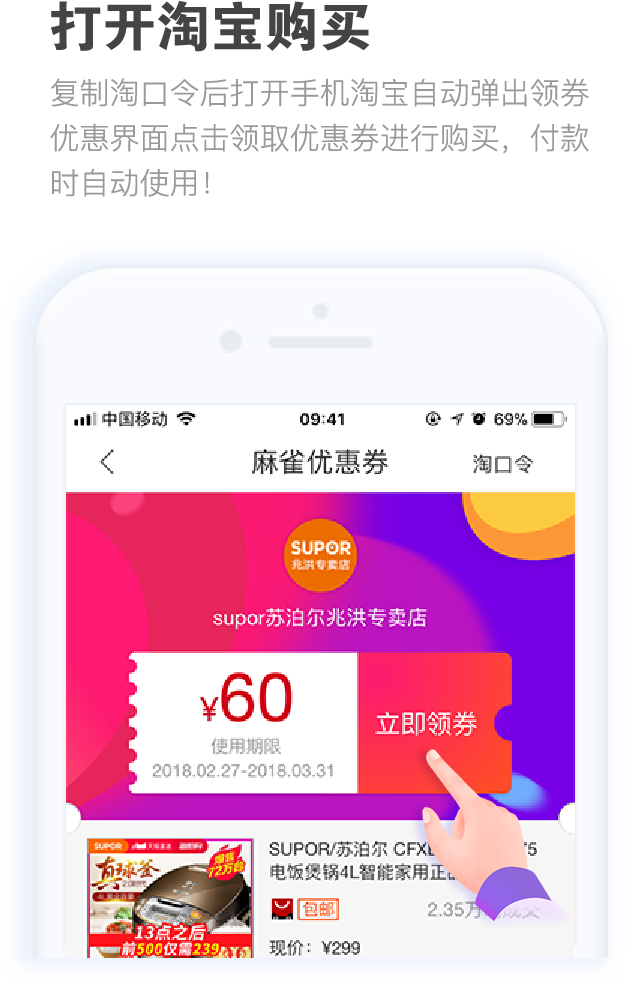 打开淘宝购买
复制淘口令后打开手机淘宝自动弹出领券
优惠界面点击领取优惠券进行购买，付款
时自动使用！
中国移动 09:41 69%
麻雀优惠券 淘口令
SUPOR
兆洪专卖店
supor苏泊尔兆洪专卖店
¥60
使用期限
2018.02.27-2018.03.31
立即领券
SUPOR
真球釜
爆售
72万台
13点之后
前500仅需239
SUPOR/苏泊尔 CFX 75
电饭煲锅4L智能家用正
包邮
2.35万
现价：¥299